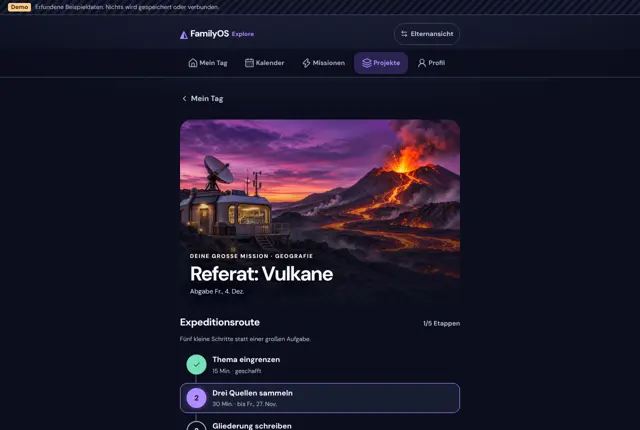 Demo Erfundene Beispieldaten: Nichts wird gespeichert oder verbunden.
FamilyOS Explore
Elternansicht
Mein Tag Kalender Missionen Projekte Profil
Mein Tag
DEINE GROSSE MISSION · GEOGRAFIE
Referat: Vulkane
Abgabe Fr., 4. Dez.
Expeditionsroute
1/5 Etappen
Fünf kleine Schritte statt einer großen Aufgabe.
Thema eingrenzen
15 Min. · geschafft
2
Drei Quellen sammeln
30 Min. · bis Fr., 27. Nov.
Gliederung schreiben